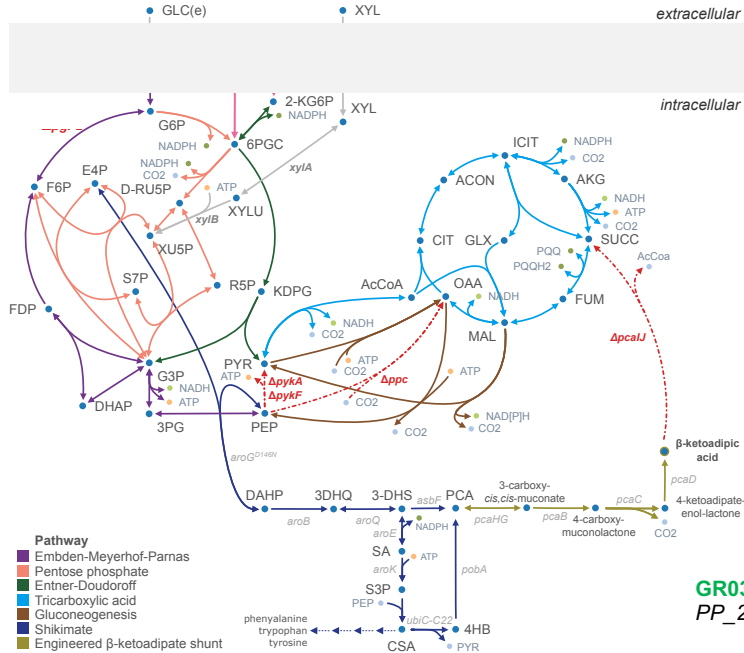 GLC(e)
XYL
extracellular
intracellular
2-KG6P
NADPH
XYL
G6P
6PGC
NADPH
NADPH
CO2
E4P
F6P
D-RU5P
ATP
xylA
XYLU
xylB
XU5P
S7P
R5P
KDPG
FDP
G3P
NADH
ATP
DHAP
3PG
PYR
ATP
ΔpykA
ΔpykF
PEP
ICIT
NADPH
CO2
ACON
AKG
NADH
ATP
CO2
CIT
GLX
SUCC
PQQ
PQQH2
AcCoa
AcCoA
OAA
NADH
FUM
MAL
NADH
CO2
ATP
CO2
Δppc
ATP
CO2
NAD[P]H
CO2
ΔpcaIJ
β-ketoadipic
acid
aroG^D146N
pcaD
DAHP
3DHQ
3-DHS
asbF
PCA
3-carboxy-
cis,cis-muconate
pcaC
4-ketoadipate-
enol-lactone
aroB
aroQ
pcaHG
pcaB
4-carboxy-
muconolactone
CO2
NADPH
aroE
SA
ATP
aroK
pobA
S3P
PEP
ubiC-C22
phenyalanine
trypophan
tyrosine
CSA
4HB
PYR
Pathway
Embden-Meyerhof-Parnas
Pentose phosphate
Entner-Doudoroff
Tricarboxylic acid
Gluconeogenesis
Shikimate
Engineered β-ketoadipate shunt
GR03
PP_2